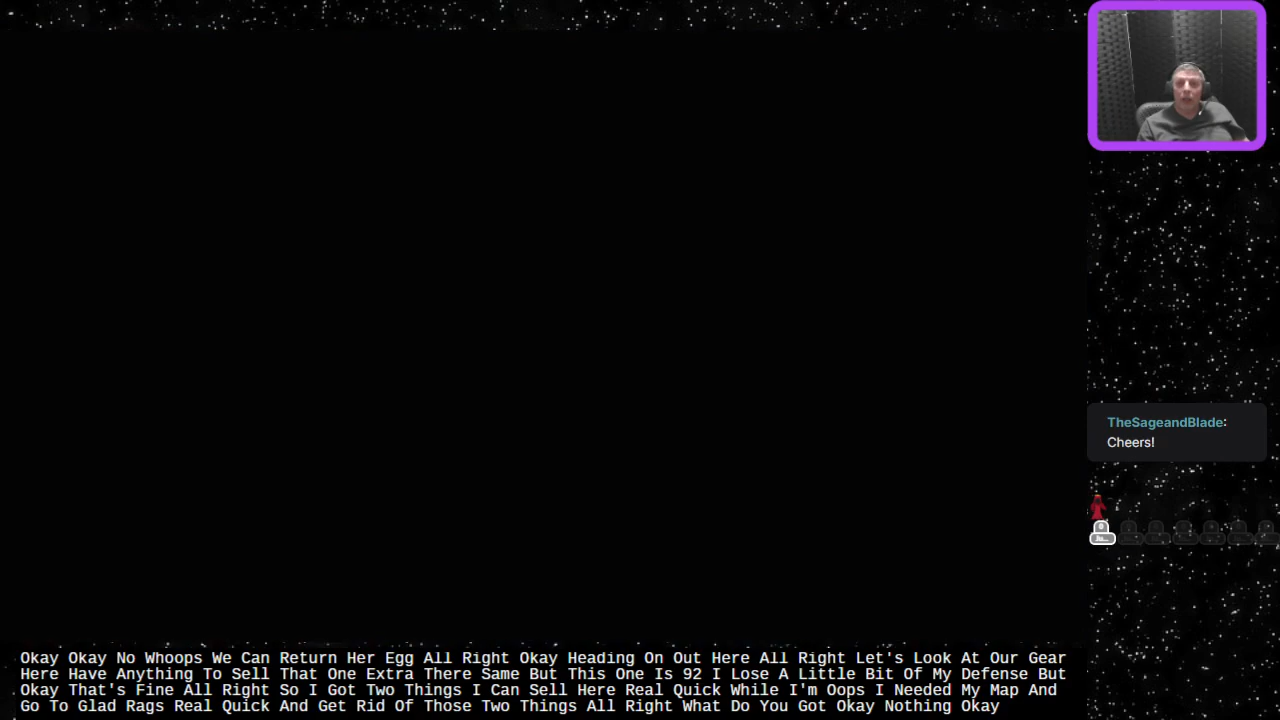 TheSageandBlade:
Cheers!
Okay Okay No Whoops We Can Return Her Egg All Right Okay Heading On Out Here All Right Let's Look At Our Gear
Here Have Anything To Sell That One Extra There Same But This One Is 92 I Lose A Little Bit Of My Defense But
Okay That's Fine All Right So I Got Two Things I Can Sell Here Real Quick While I'm Oops I Needed My Map And
Go To Glad Rags Real Quick And Get Rid Of Those Two Things All Right What Do You Got Okay Nothing Okay